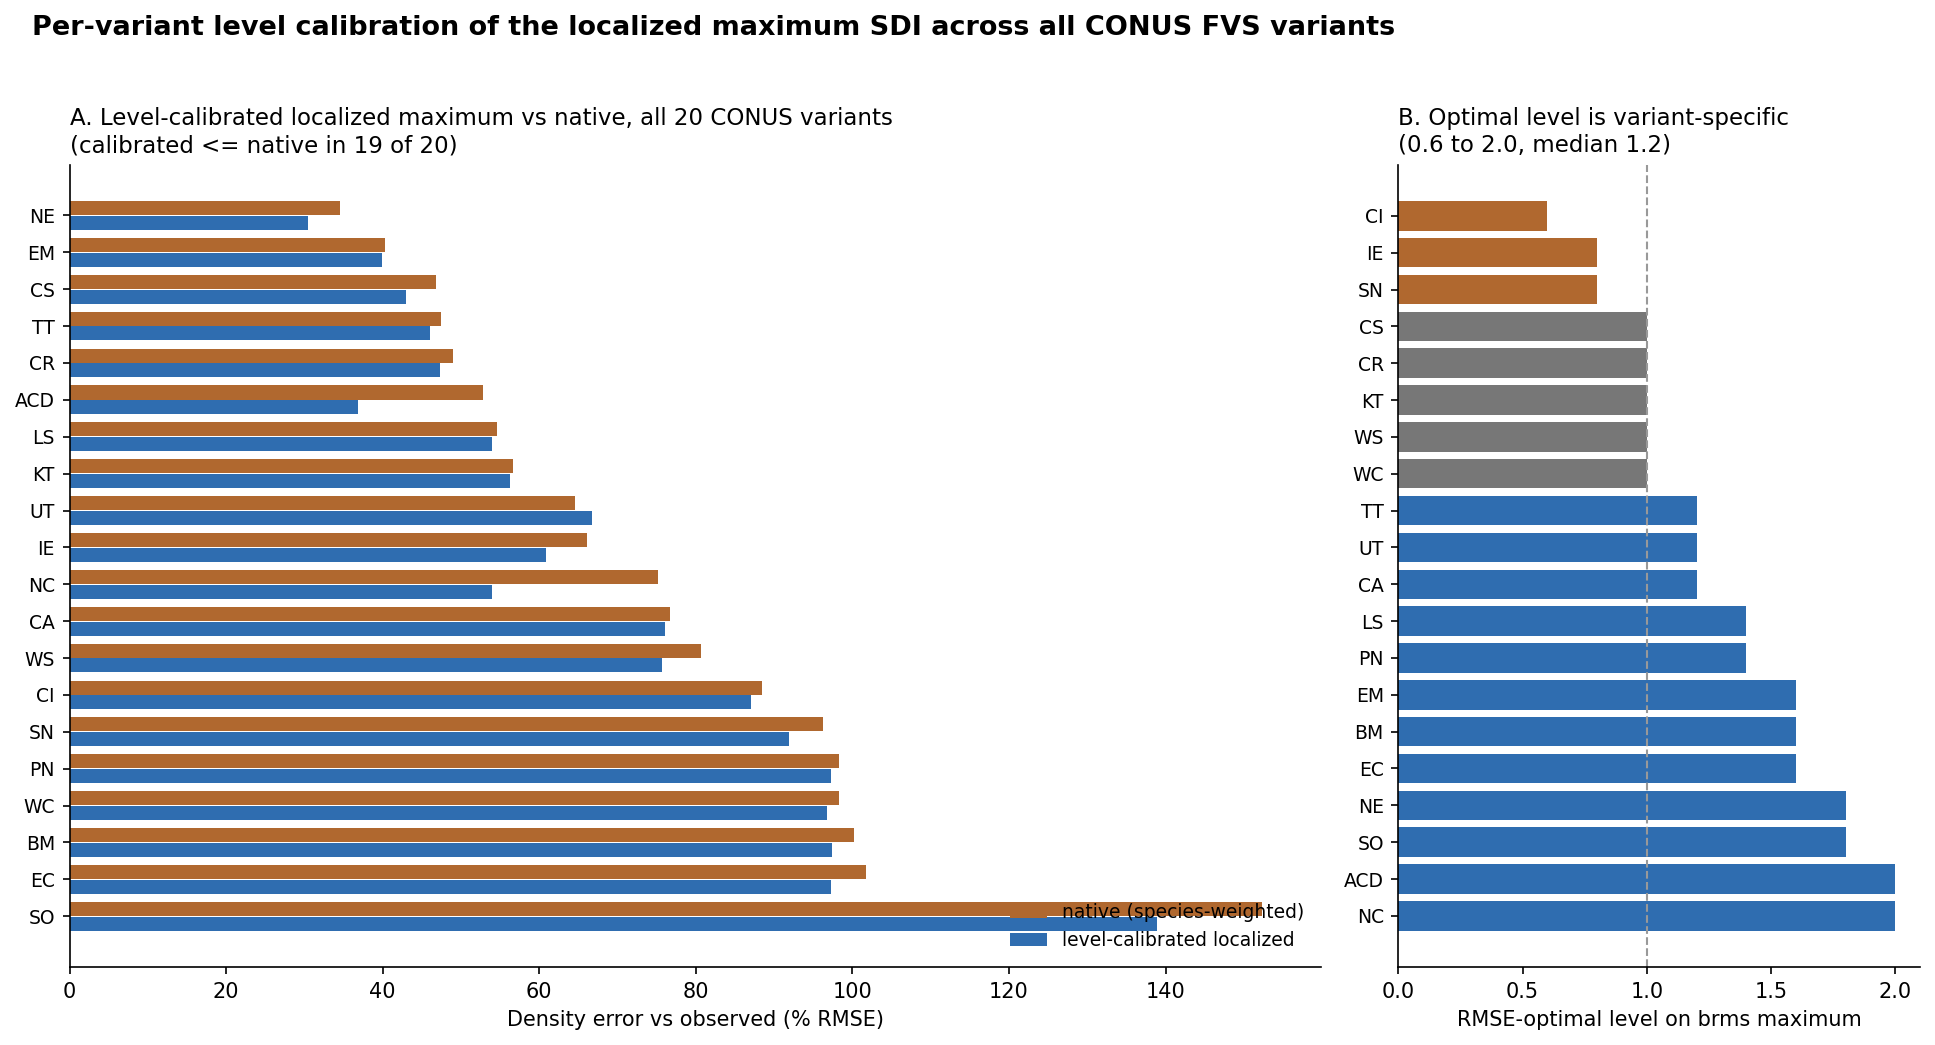 Per-variant level calibration of the localized maximum SDI across all CONUS FVS variants
A. Level-calibrated localized maximum vs native, all 20 CONUS variants
(calibrated <= native in 19 of 20)
NE
EM
CS
TT
CR
ACD
LS
KT
UT
IE
NC
CA
WS
CI
SN
PN
WC
BM
EC
SO
native (species-weighted)
level-calibrated localized
0 20 40 60 80 100 120 140
Density error vs observed (% RMSE)
B. Optimal level is variant-specific
(0.6 to 2.0, median 1.2)
CI
IE
SN
CS
CR
KT
WS
WC
TT
UT
CA
LS
PN
EM
BM
EC
NE
SO
ACD
NC
0.0 0.5 1.0 1.5 2.0
RMSE-optimal level on brms maximum